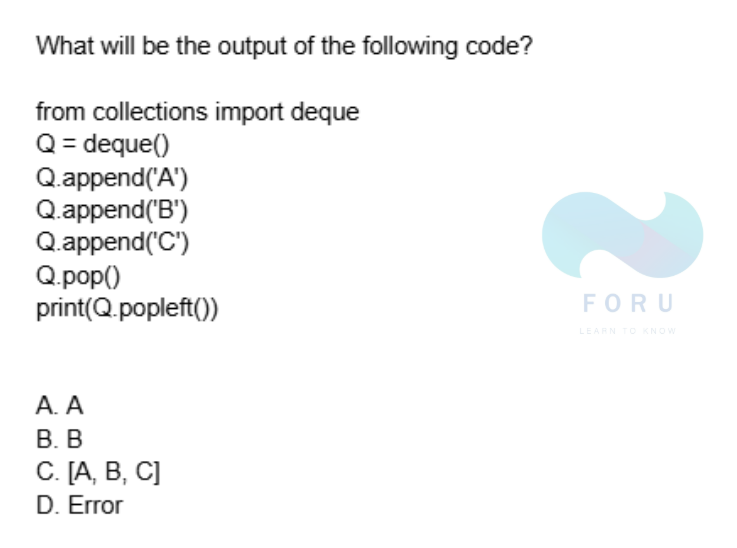 What will be the output of the following code?
from collections import deque
Q = deque()
Q.append('A')
Q.append('B')
Q.append('C')
Q.pop()
print(Q.popleft())
FORU
LEARN TO KNOW
A. A
B. B
C. [A, B, C]
D. Error